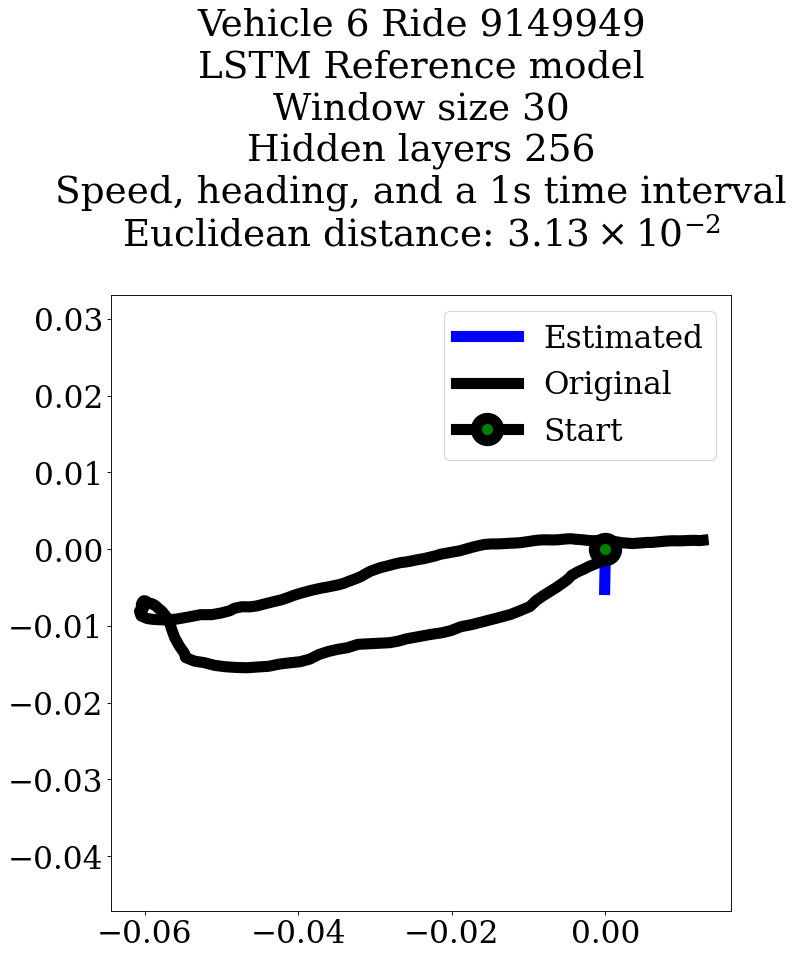 Vehicle 6 Ride 9149949
LSTM Reference model
Window size 30
Hidden layers 256
Speed, heading, and a 1s time interval
Euclidean distance: 3.13 × 10⁻²
Estimated
Original
Start
0.03
0.02
0.01
0.00
−0.01
−0.02
−0.03
−0.04
−0.06 −0.04 −0.02 0.00